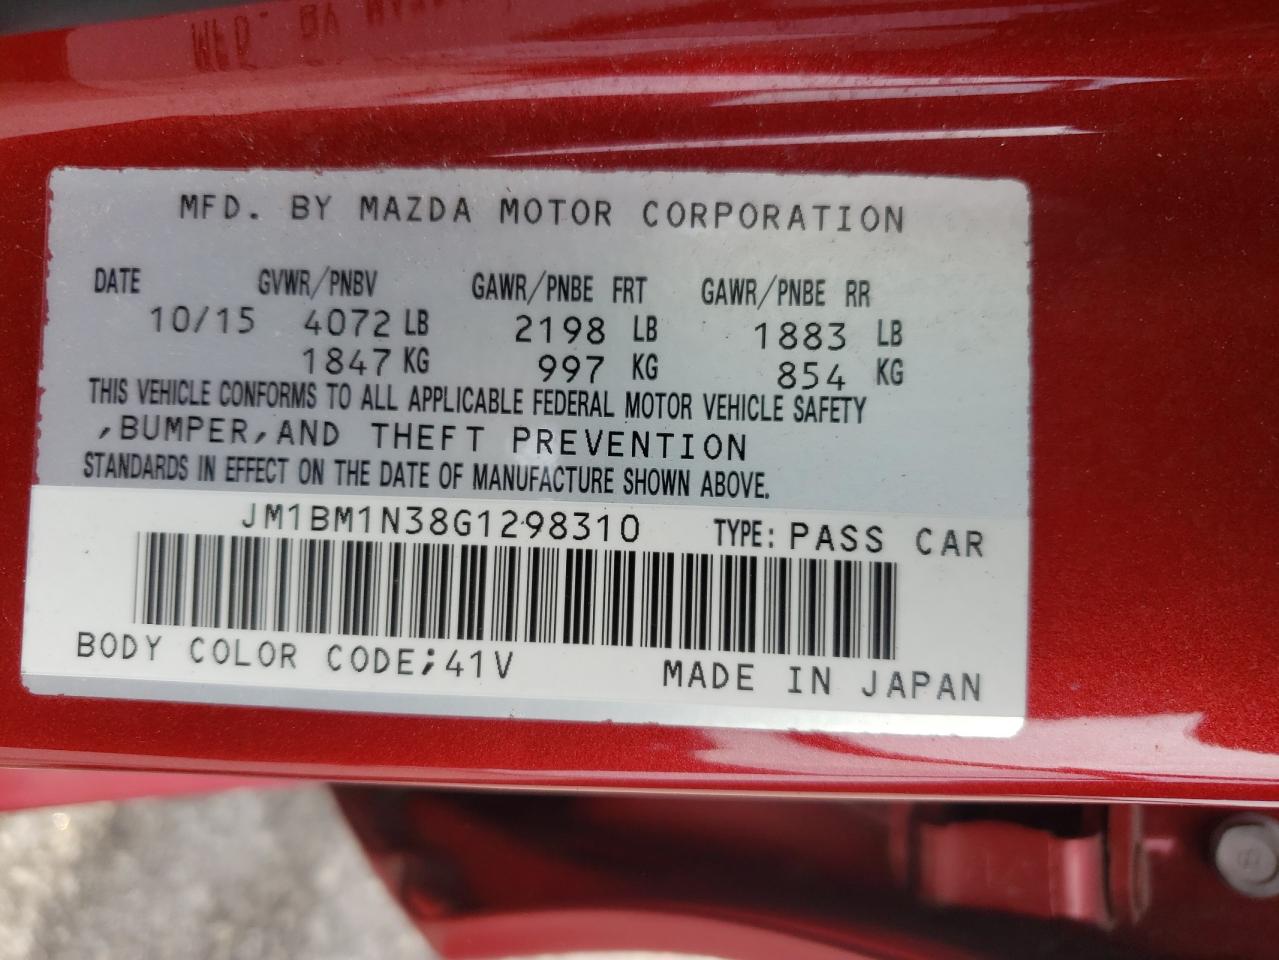 MFD. BY MAZDA MOTOR CORPORATION
DATE GVWR/PNBV GAWR/PNBE FRT GAWR/PNBE RR
10/15 4072 LB 2198 LB 1883 LB
1847 KG 997 KG 854 KG
THIS VEHICLE CONFORMS TO ALL APPLICABLE FEDERAL MOTOR VEHICLE SAFETY
,BUMPER,AND THEFT PREVENTION
STANDARDS IN EFFECT ON THE DATE OF MANUFACTURE SHOWN ABOVE.
JM1BM1N38G1298310 TYPE: PASS CAR
BODY COLOR CODE;41V MADE IN JAPAN